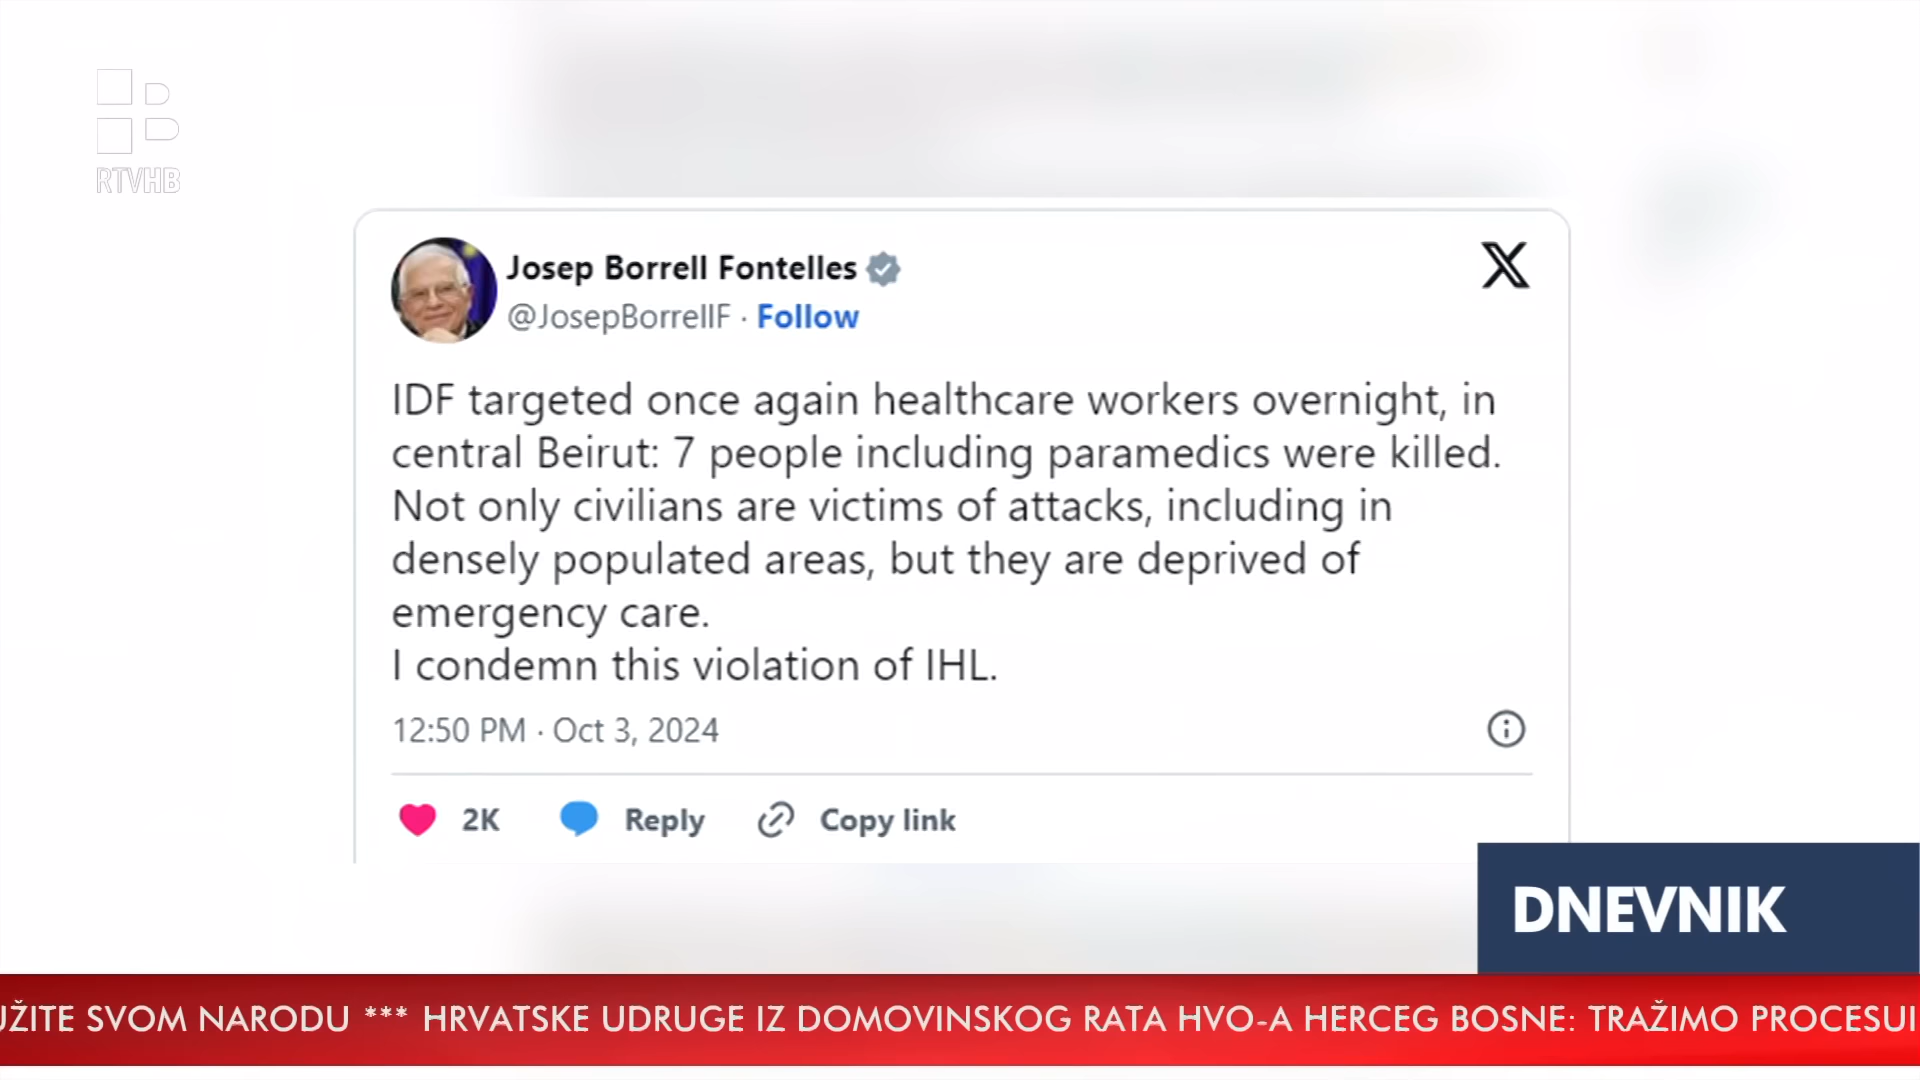 RTVHB
Josep Borrell Fontelles
@JosepBorrellF · Follow
IDF targeted once again healthcare workers overnight, in
central Beirut: 7 people including paramedics were killed.
Not only civilians are victims of attacks, including in
densely populated areas, but they are deprived of
emergency care.
I condemn this violation of IHL.
12:50 PM · Oct 3, 2024
2K Reply Copy link
DNEVNIK
UŽITE SVOM NARODU *** HRVATSKE UDRUGE IZ DOMOVINSKOG RATA HVO-A HERCEG BOSNE: TRAŽIMO PROCESUI